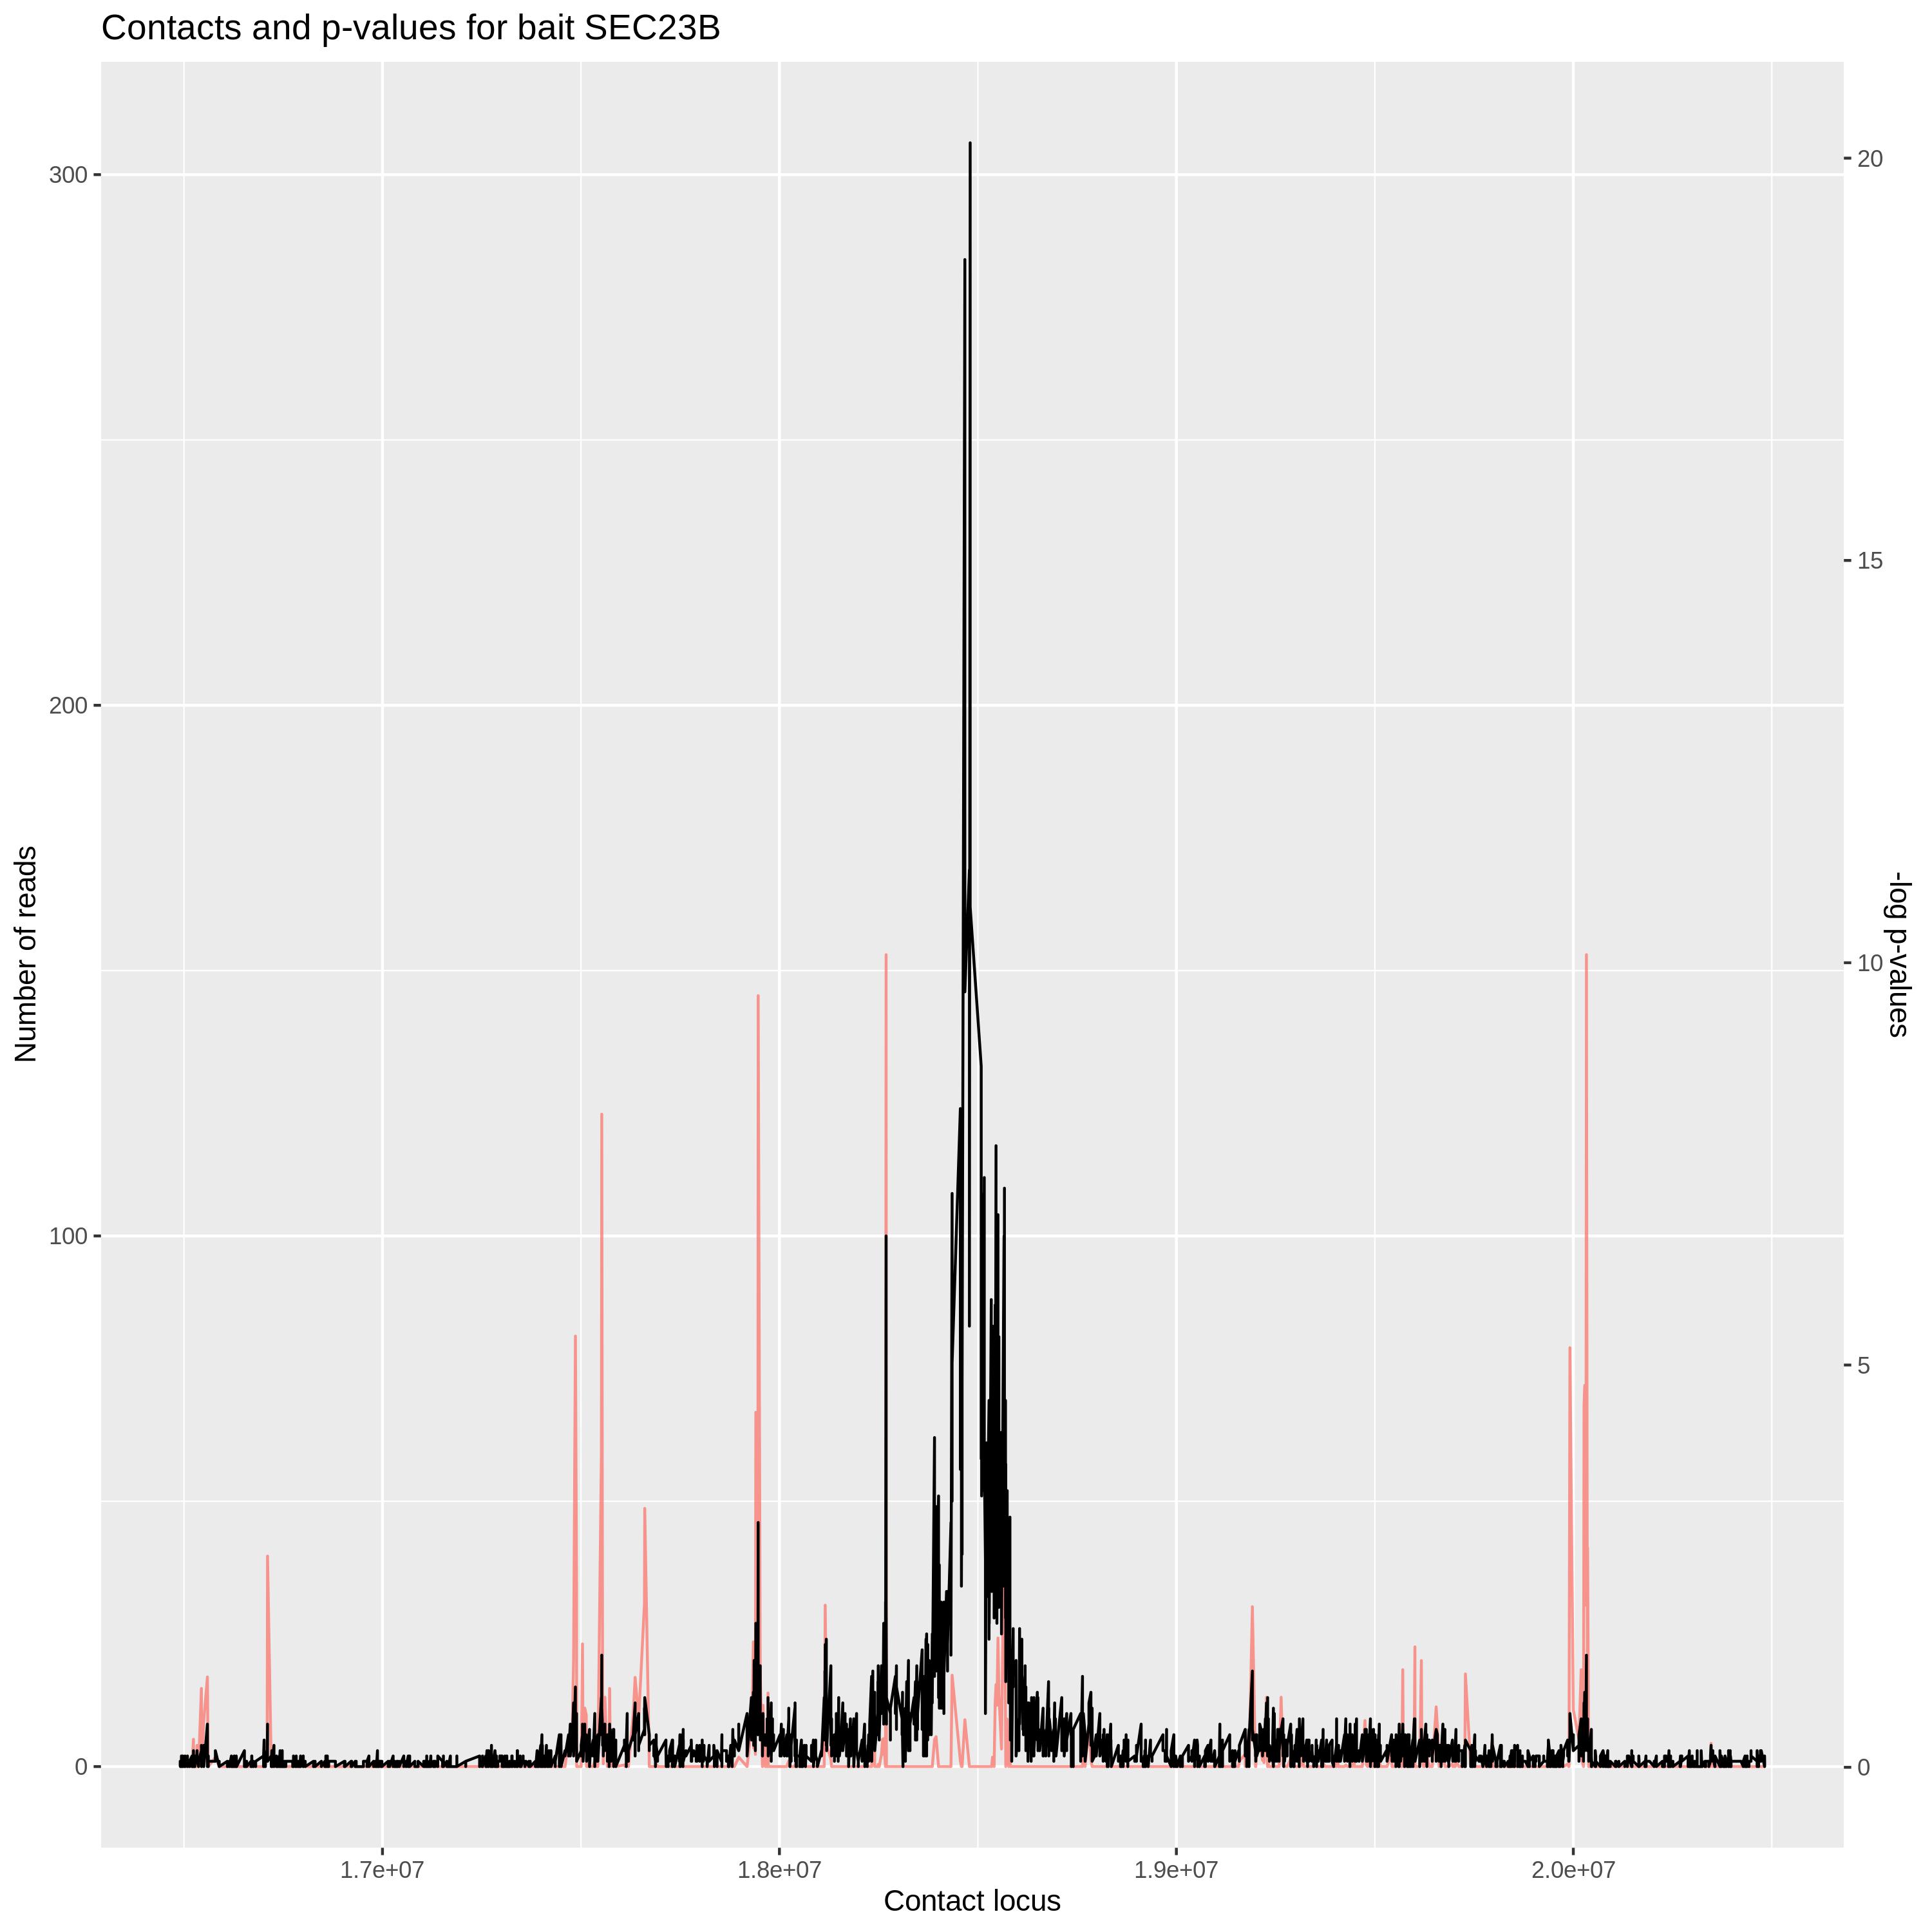 Contacts and p-values for bait SEC23B
Number of reads
300
200
100
0
20
15
10
5
0
-log p-values
1.7e+07
1.8e+07
1.9e+07
2.0e+07
Contact locus